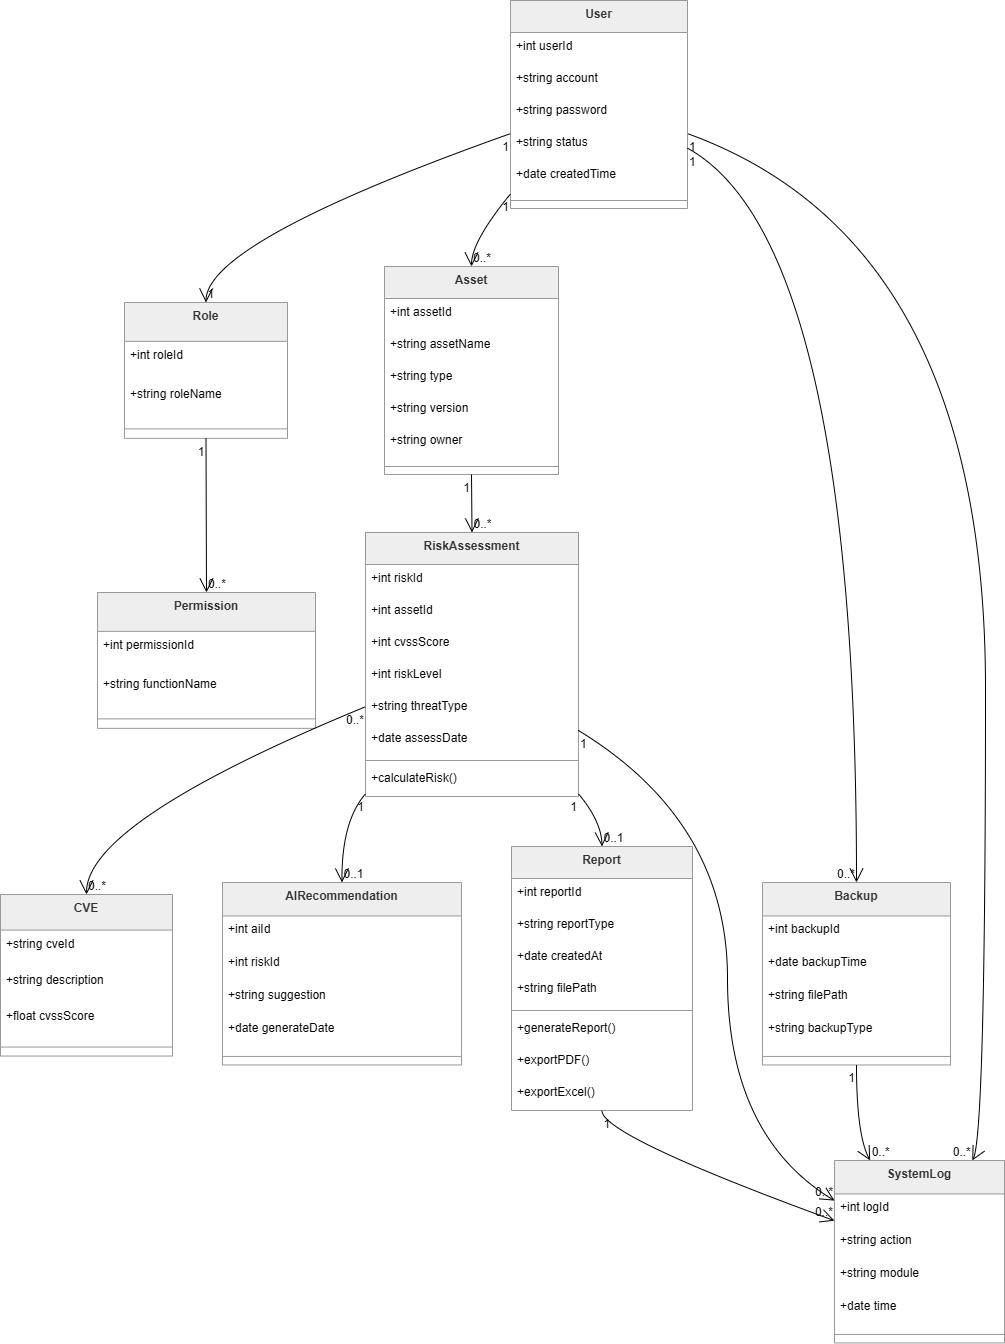 User
+int userId
+string account
+string password
+string status
+date createdTime
1
1
1
1
1
0..*
Role
+int roleId
+string roleName
1
Asset
+int assetId
+string assetName
+string type
+string version
+string owner
1
0..*
Permission
+int permissionId
+string functionName
0..*
RiskAssessment
+int riskId
+int assetId
+int cvssScore
+int riskLevel
+string threatType
+date assessDate
+calculateRisk()
0..*
1
1
1
0..*
CVE
+string cveId
+string description
+float cvssScore
0..1
AIRecommendation
+int aiId
+int riskId
+string suggestion
+date generateDate
0..1
Report
+int reportId
+string reportType
+date createdAt
+string filePath
+generateReport()
+exportPDF()
+exportExcel()
1
0..*
Backup
+int backupId
+date backupTime
+string filePath
+string backupType
1
0..*
0..*
0..*
0..*
SystemLog
+int logId
+string action
+string module
+date time